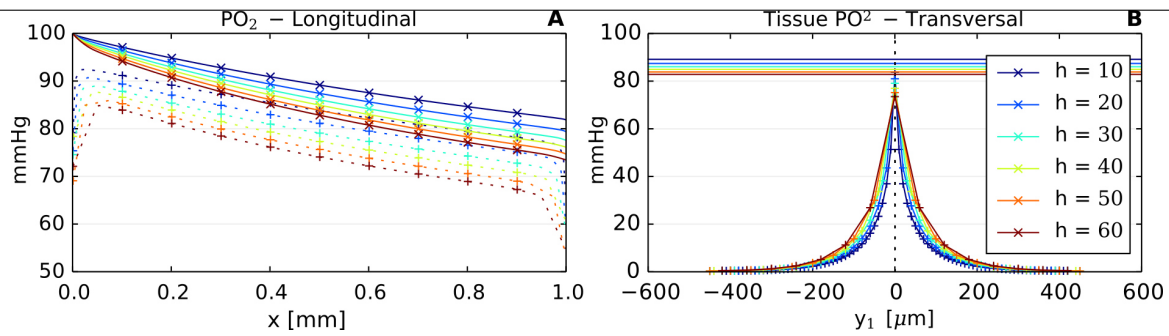 PO₂ − Longitudinal
A
mmHg
100
90
80
70
60
50
0.0 0.2 0.4 0.6 0.8 1.0
x [mm]
Tissue PO² − Transversal
B
mmHg
100
80
60
40
20
0
−600 −400 −200 0 200 400 600
y₁ [μm]
h = 10
h = 20
h = 30
h = 40
h = 50
h = 60